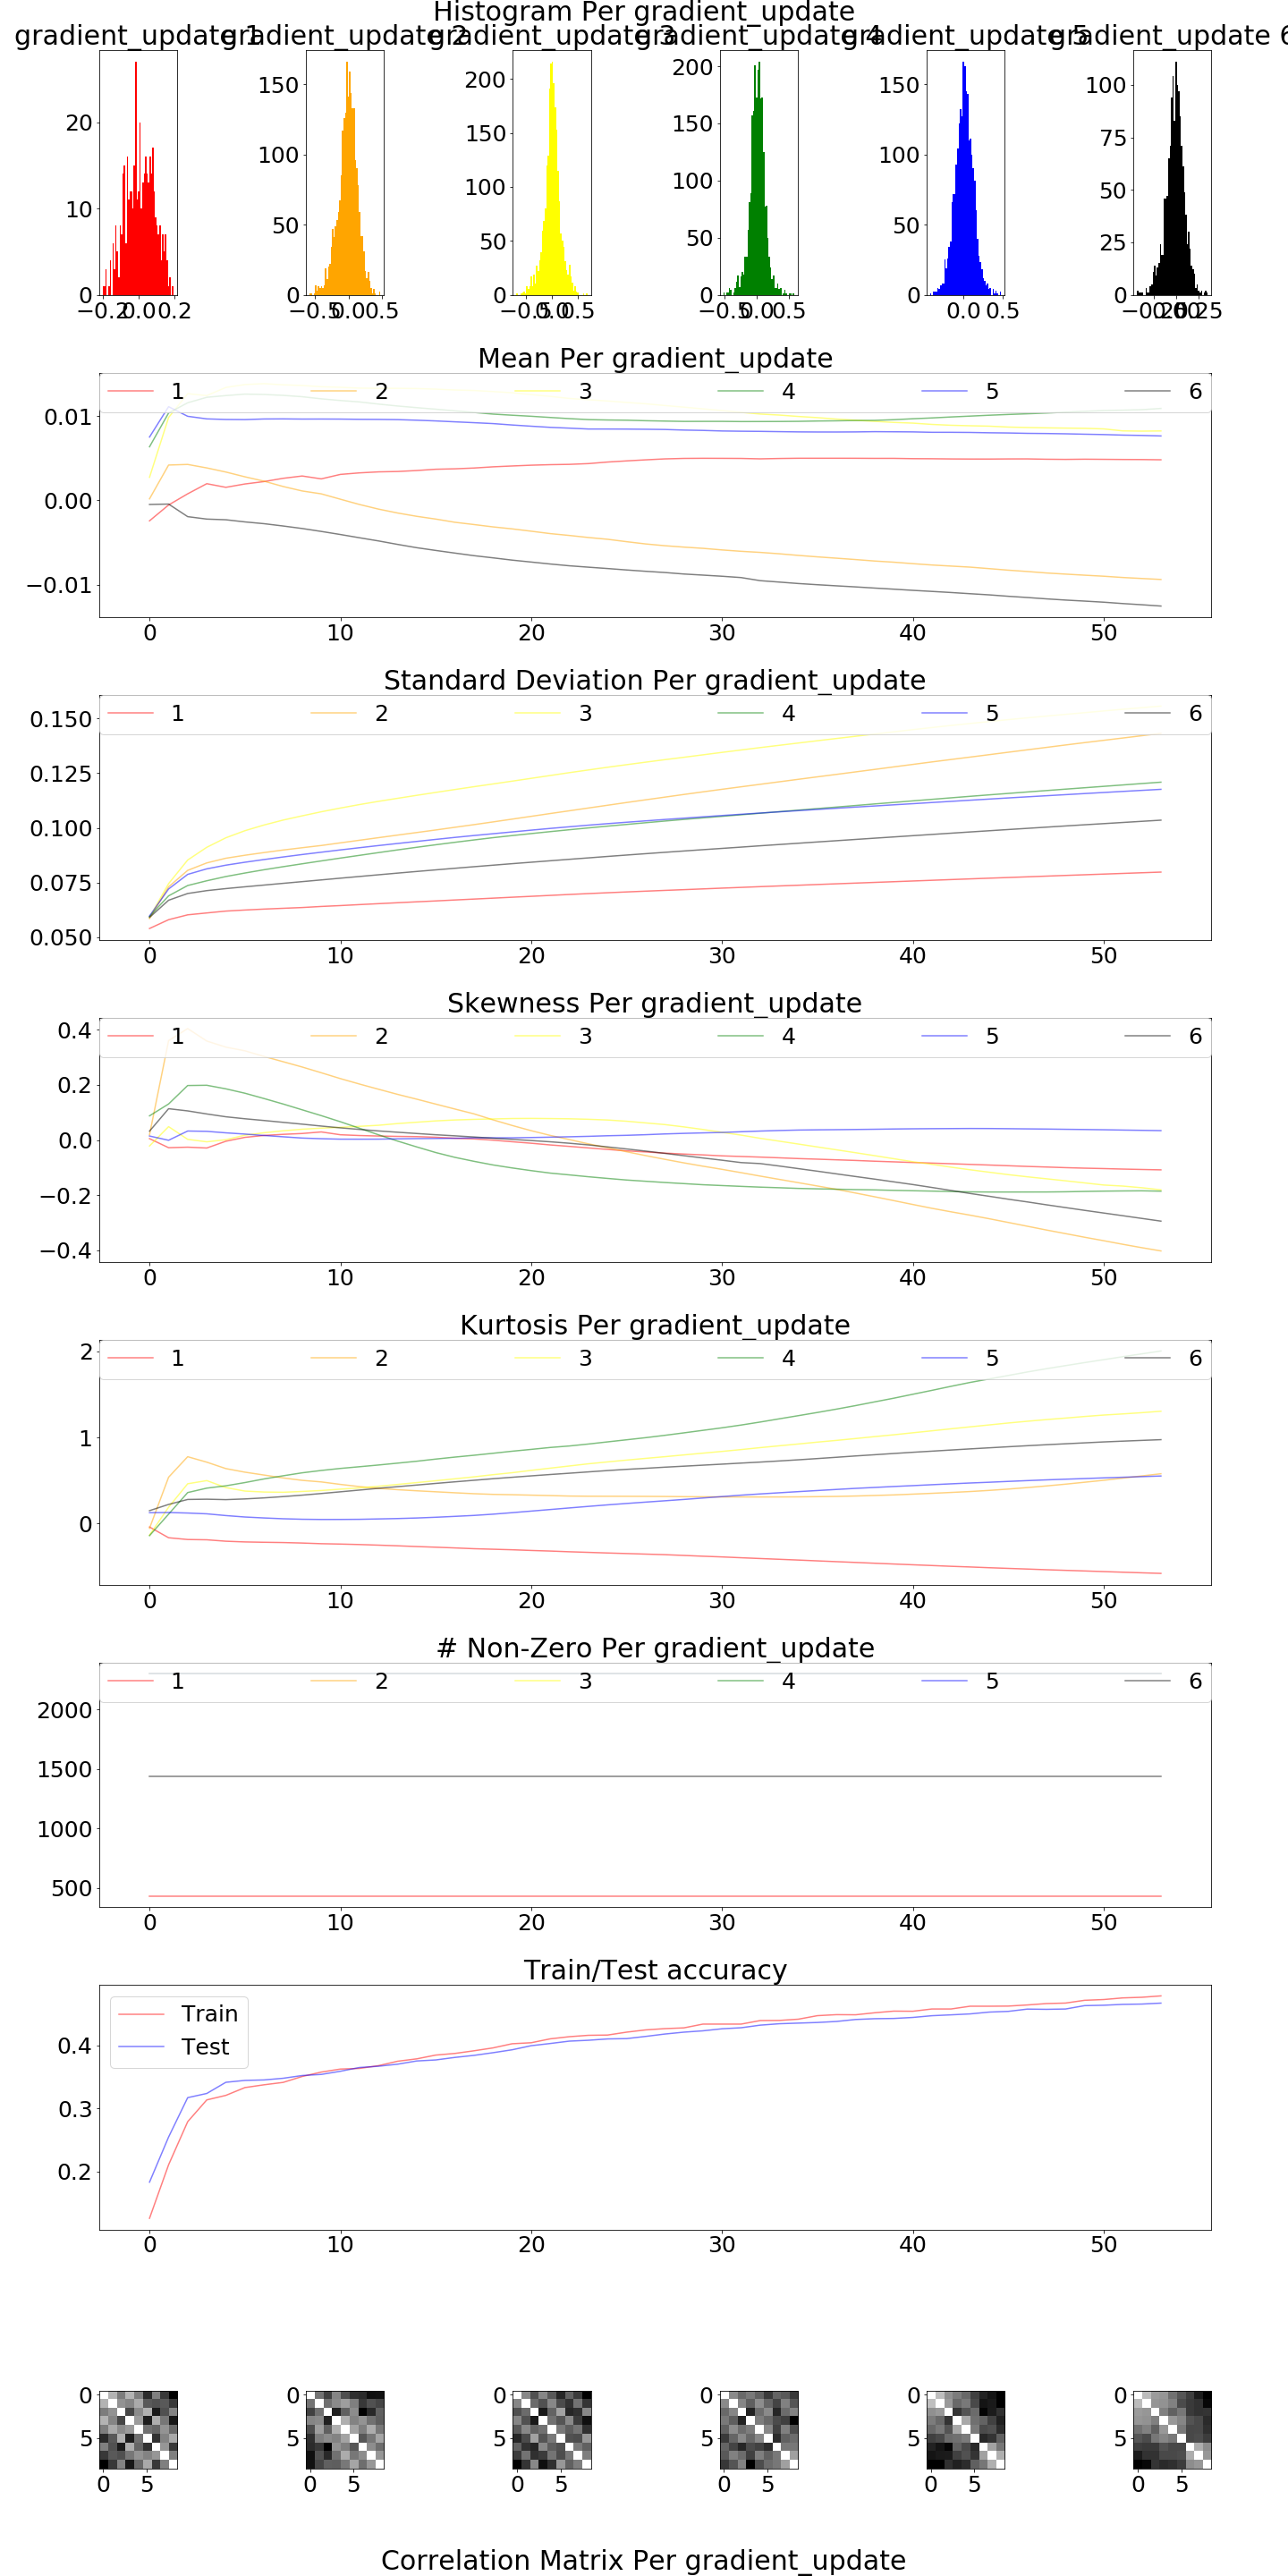 Histogram Per gradient_update
gradient_update 1 gradient_update 2 gradient_update 3 gradient_update 4 gradient_update 5 gradient_update 6
20
10
0
−0.2 0.0 0.2
150
100
50
0
−0.5 0.0 0.5
200
150
100
50
0
−0.5 0.0 0.5
200
150
100
50
0
−0.5 0.0 0.5
150
100
50
0
0.0 0.5
100
75
50
25
0
−0.25 0.00 0.25
Mean Per gradient_update
1 2 3 4 5 6
0.01
0.00
−0.01
0 10 20 30 40 50
Standard Deviation Per gradient_update
1 2 3 4 5 6
0.150
0.125
0.100
0.075
0.050
0 10 20 30 40 50
Skewness Per gradient_update
1 2 3 4 5 6
0.4
0.2
0.0
−0.2
−0.4
0 10 20 30 40 50
Kurtosis Per gradient_update
1 2 3 4 5 6
2
1
0
0 10 20 30 40 50
# Non-Zero Per gradient_update
1 2 3 4 5 6
2000
1500
1000
500
0 10 20 30 40 50
Train/Test accuracy
Train
Test
0.4
0.3
0.2
0 10 20 30 40 50
0 0 0 0 0 0
5 5 5 5 5 5
0 5 0 5 0 5 0 5 0 5 0 5
Correlation Matrix Per gradient_update